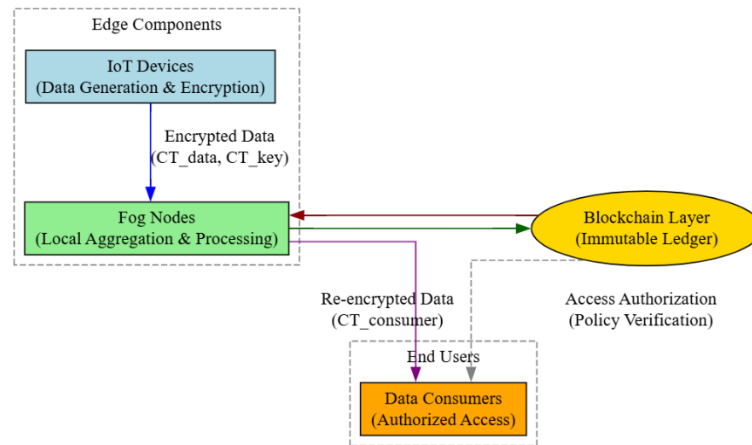 Edge Components
IoT Devices
(Data Generation & Encryption)
Encrypted Data
(CT_data, CT_key)
Fog Nodes
(Local Aggregation & Processing)
Blockchain Layer
(Immutable Ledger)
Re-encrypted Data
(CT_consumer)
Access Authorization
(Policy Verification)
End Users
Data Consumers
(Authorized Access)